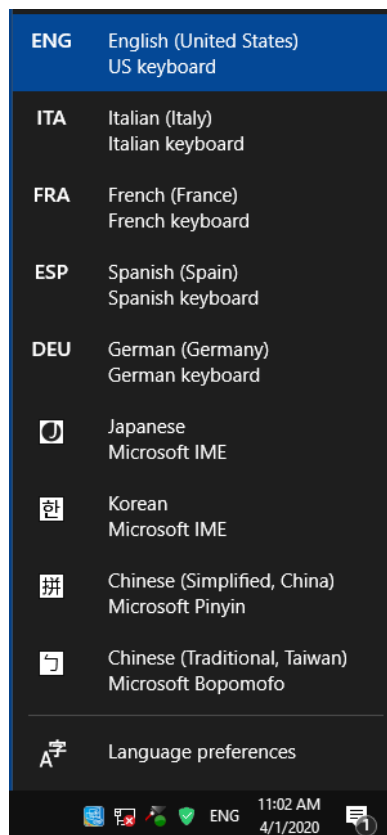 ENG English (United States)
US keyboard
ITA Italian (Italy)
Italian keyboard
FRA French (France)
French keyboard
ESP Spanish (Spain)
Spanish keyboard
DEU German (Germany)
German keyboard
Japanese
Microsoft IME
한 Korean
Microsoft IME
拼 Chinese (Simplified, China)
Microsoft Pinyin
ㄅ Chinese (Traditional, Taiwan)
Microsoft Bopomofo
A字 Language preferences
ENG 11:02 AM
4/1/2020 1